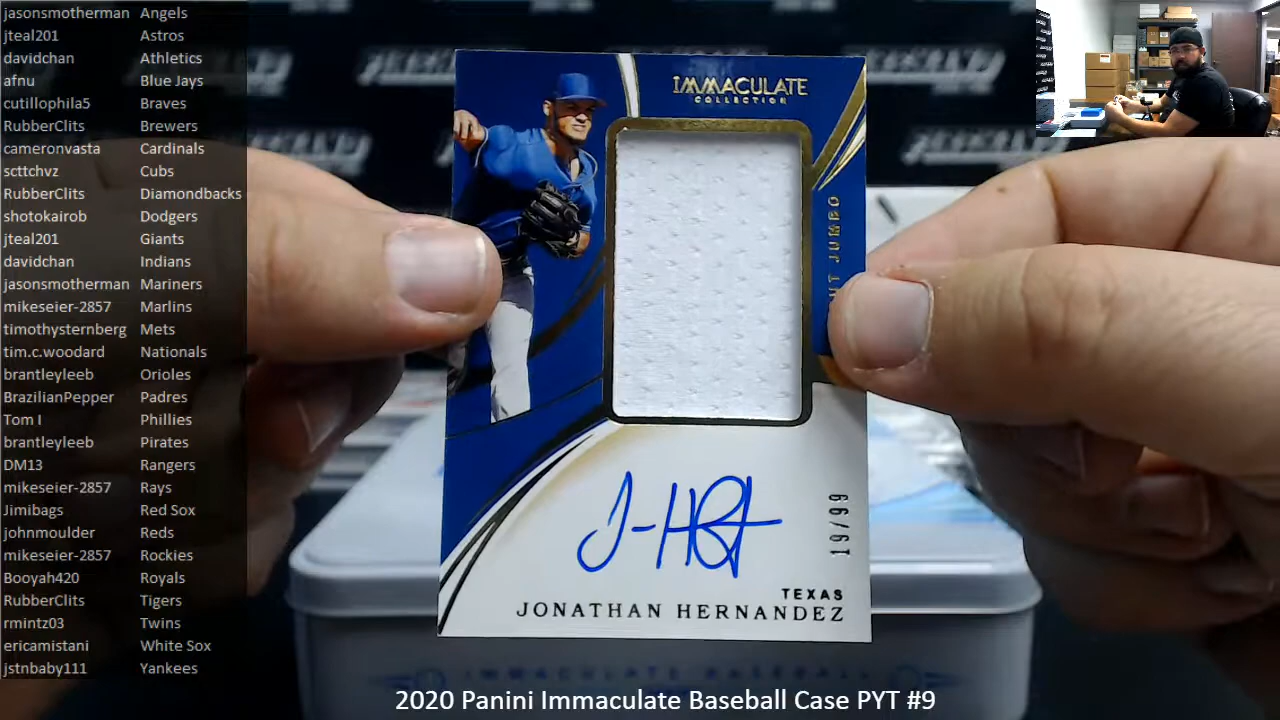 jasonsmotherman Angels
jteal201 Astros
davidchan Athletics
afnu Blue Jays
cutillophila5 Braves
RubberClits Brewers
cameronvasta Cardinals
scttchvz Cubs
RubberClits Diamondbacks
shotokairob Dodgers
jteal201 Giants
davidchan Indians
jasonsmotherman Mariners
mikeseier-2857 Marlins
timothysternberg Mets
tim.c.woodard Nationals
brantleyleeb Orioles
BrazilianPepper Padres
Tom I Phillies
brantleyleeb Pirates
DM13 Rangers
mikeseier-2857 Rays
Jimibags Red Sox
johnmoulder Reds
mikeseier-2857 Rockies
Booyah420 Royals
RubberClits Tigers
rmintz03 Twins
ericamistani White Sox
jstnbaby111 Yankees
IMMACULATE
COLLECTION
JUMBO
19/99
TEXAS
JONATHAN HERNANDEZ
IMMACULATE BASEBALL
2020 Panini Immaculate Baseball Case PYT #9